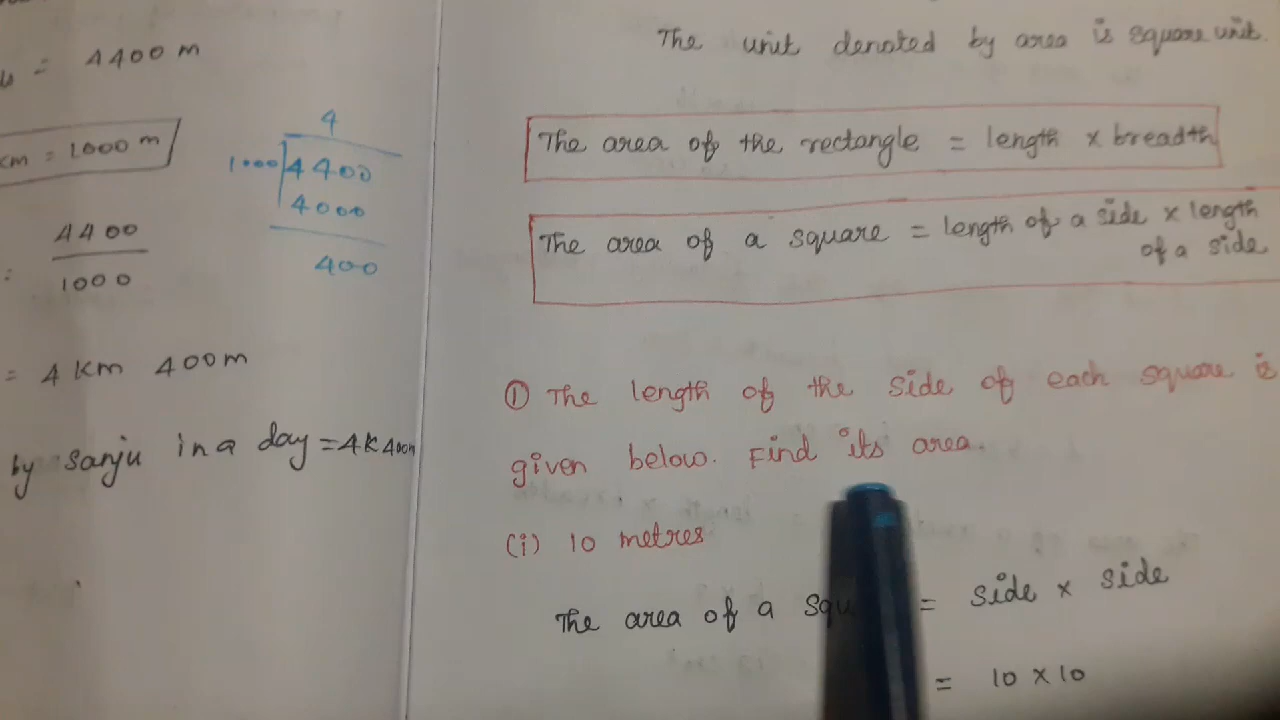 = 4400 m
km = 1000 m
4
1000 4400
4000
400
4400
1000
= 4 Km 400m
by Sanju in a day = 4K 400m
The unit denoted by area is square unit.
The area of the rectangle = length x breadth
The area of a square = length of a side x length
of a side
① The length of the side of each square is
given below. Find its area.
(i) 10 metres
The area of a squ = side x side
= 10 x 10